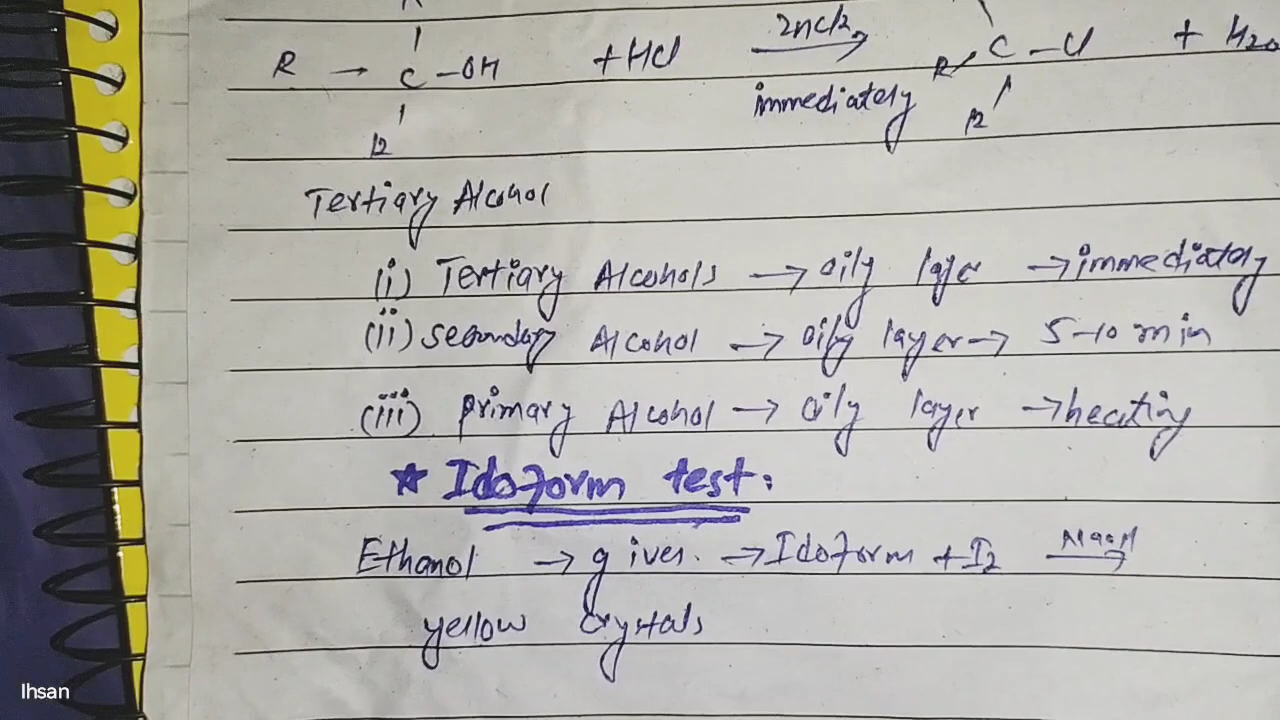 R
R → C – OH + HCl ZnCl2 → R C – Cl + H2O
immediately
R R
Tertiary Alcohol
(i) Tertiary Alcohols → oily layer → immediately
(ii) secondary Alcohol → oily layer → 5-10 min
(iii) primary Alcohol → oily layer → heating
* Idoform test:
Ethanol → gives. → Idoform + I2 NaOH →
yellow crystals
Ihsan